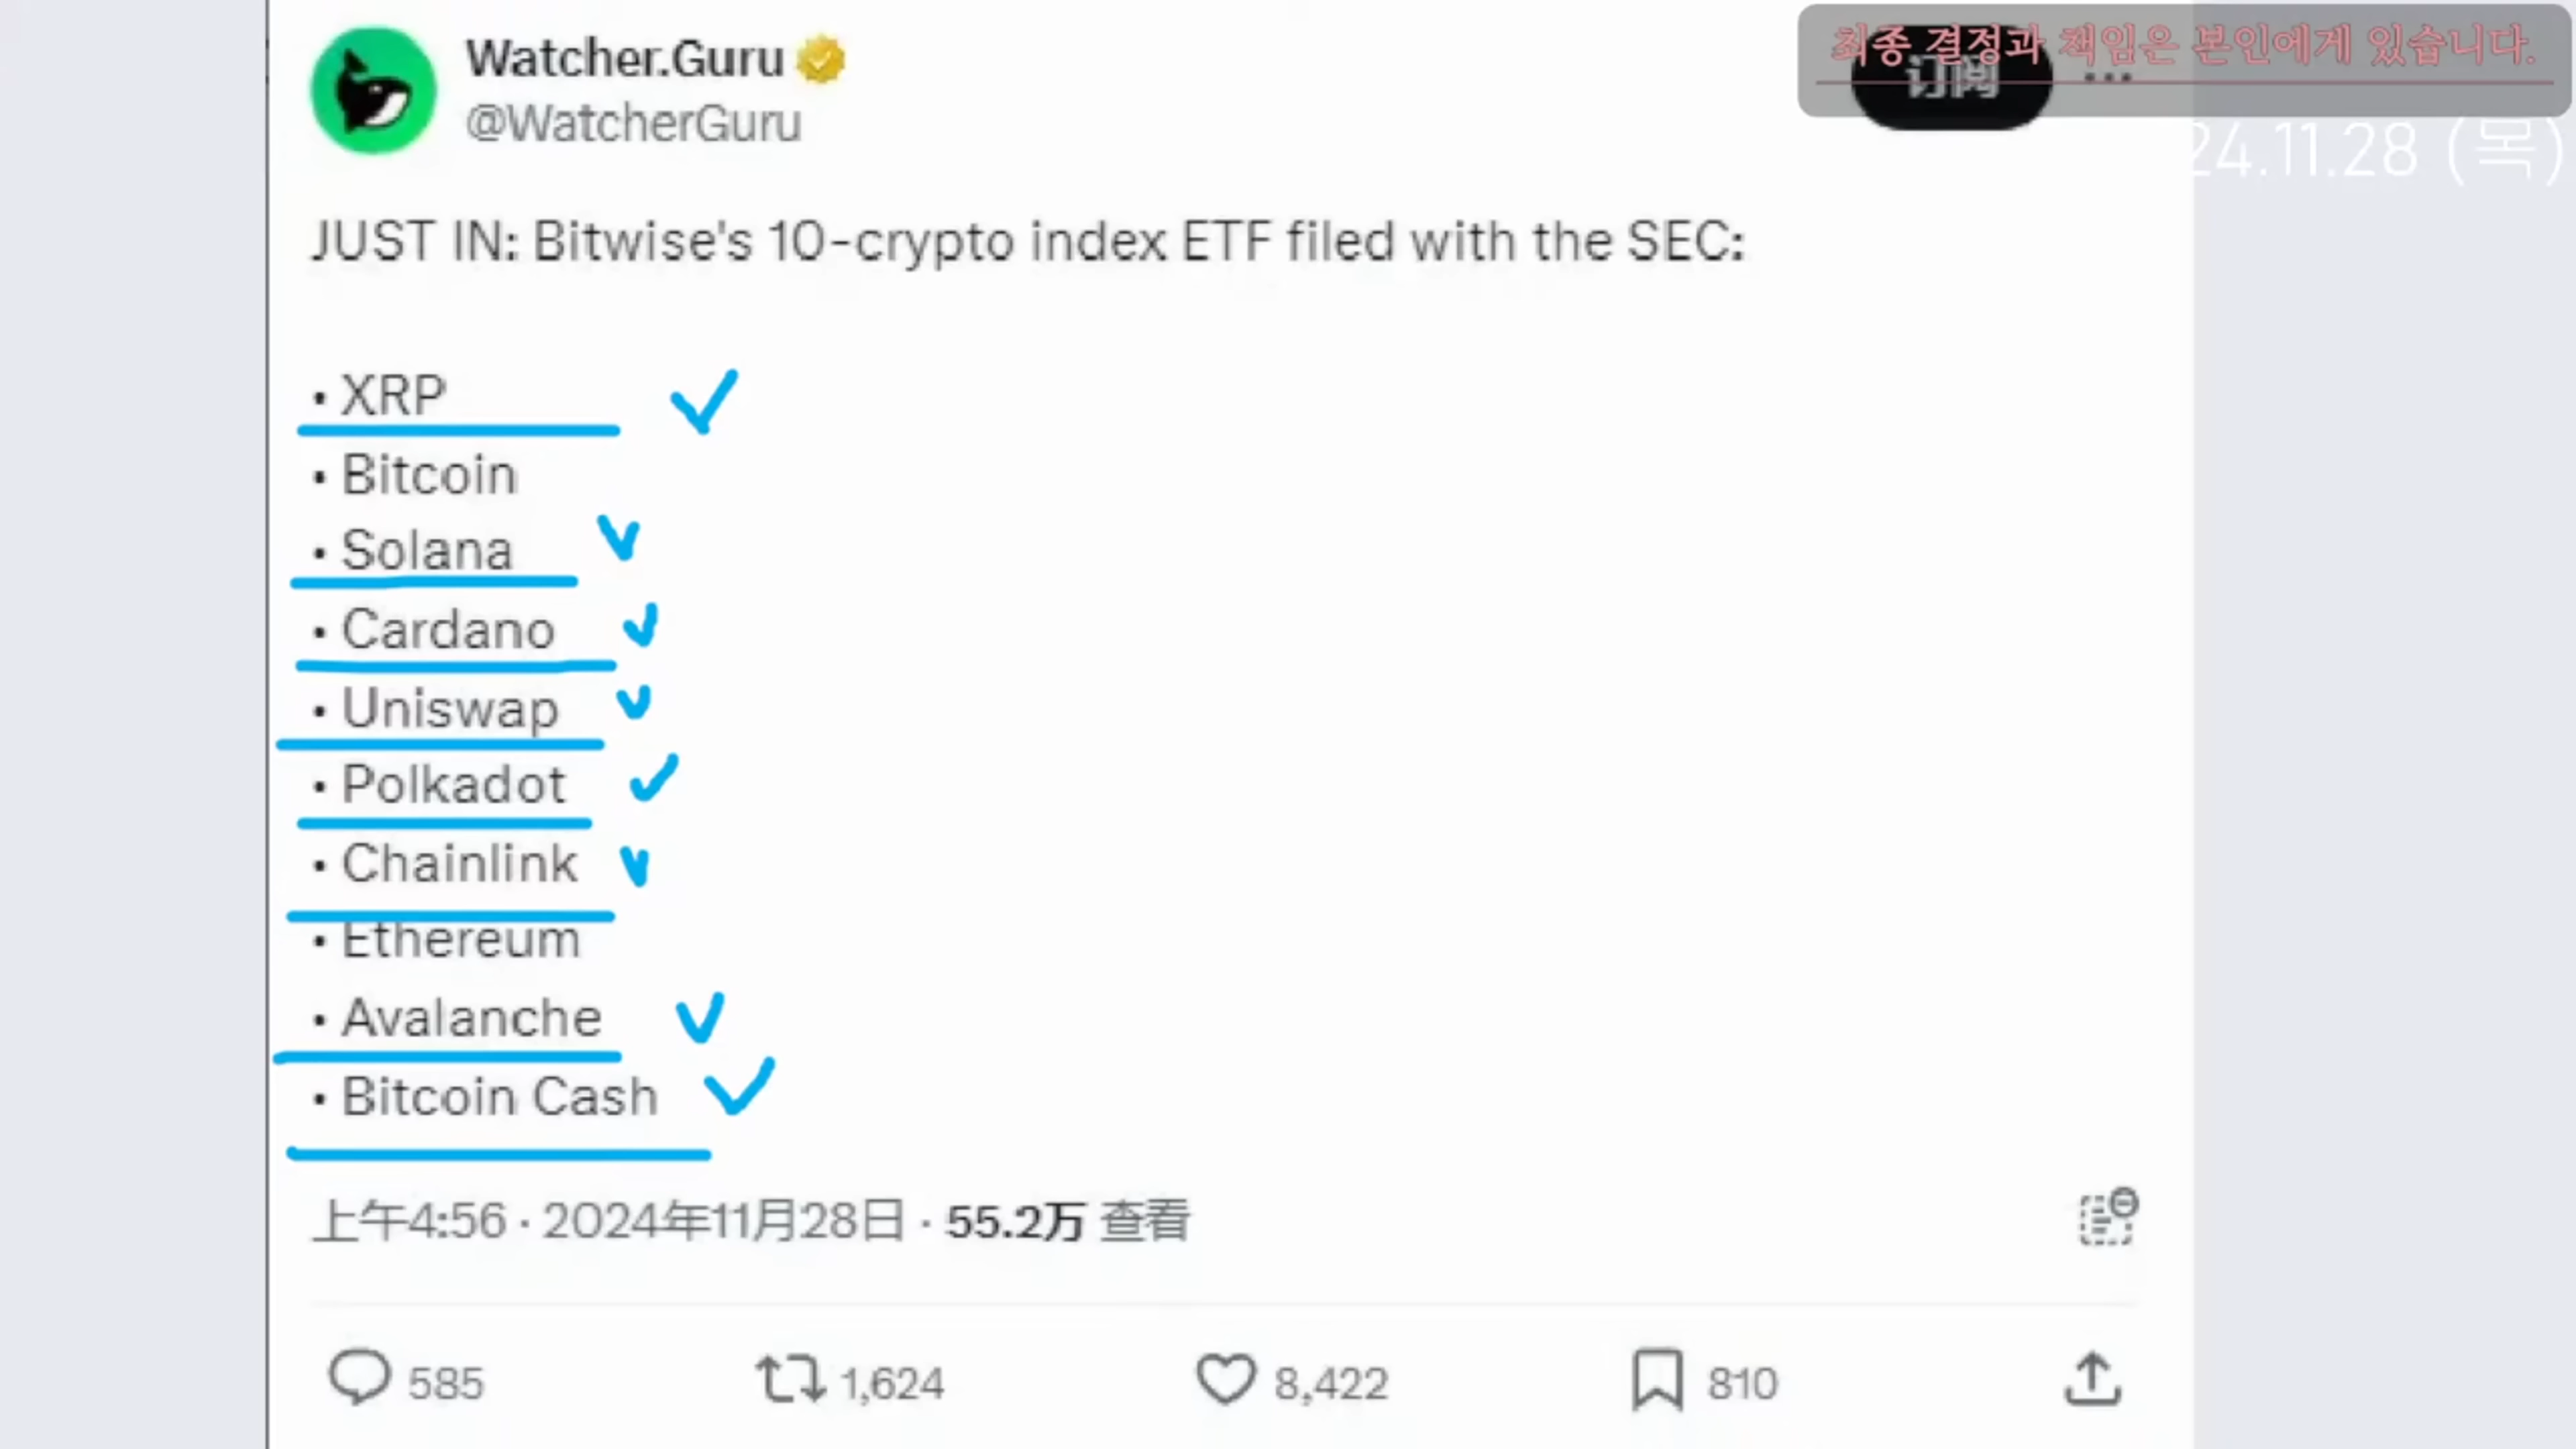 Watcher.Guru
@WatcherGuru
최종 결정과 책임은 본인에게 있습니다.
订阅
24.11.28 (목)
JUST IN: Bitwise's 10-crypto index ETF filed with the SEC:
• XRP
• Bitcoin
• Solana
• Cardano
• Uniswap
• Polkadot
• Chainlink
• Ethereum
• Avalanche
• Bitcoin Cash
上午4:56 · 2024年11月28日 · 55.2万 查看
585 1,624 8,422 810